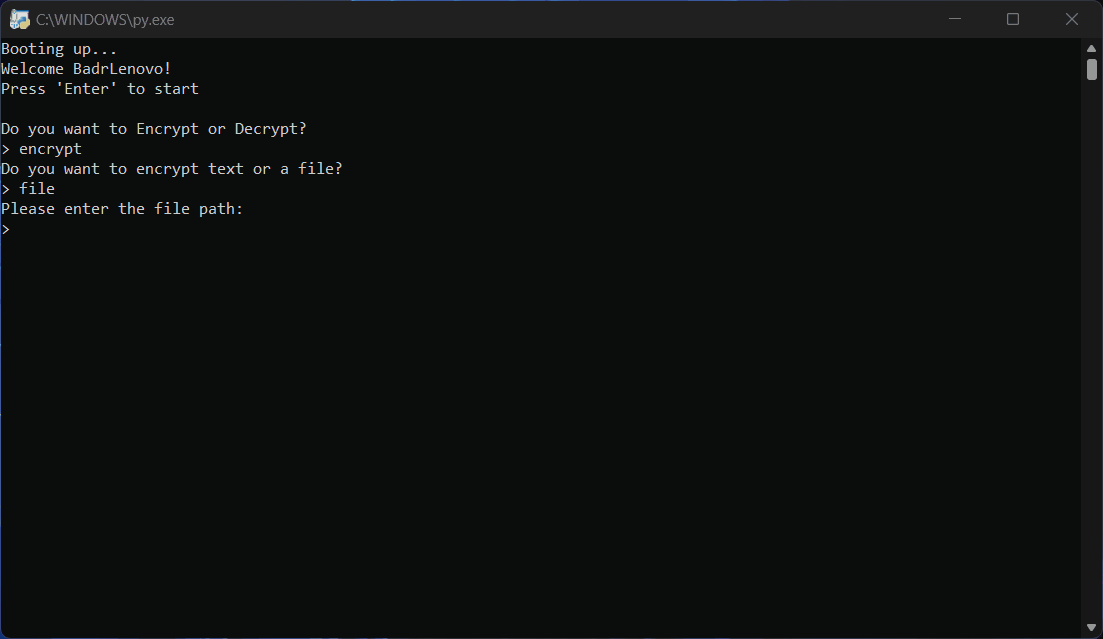 C:\WINDOWS\py.exe
Booting up...
Welcome BadrLenovo!
Press 'Enter' to start
Do you want to Encrypt or Decrypt?
> encrypt
Do you want to encrypt text or a file?
> file
Please enter the file path:
>